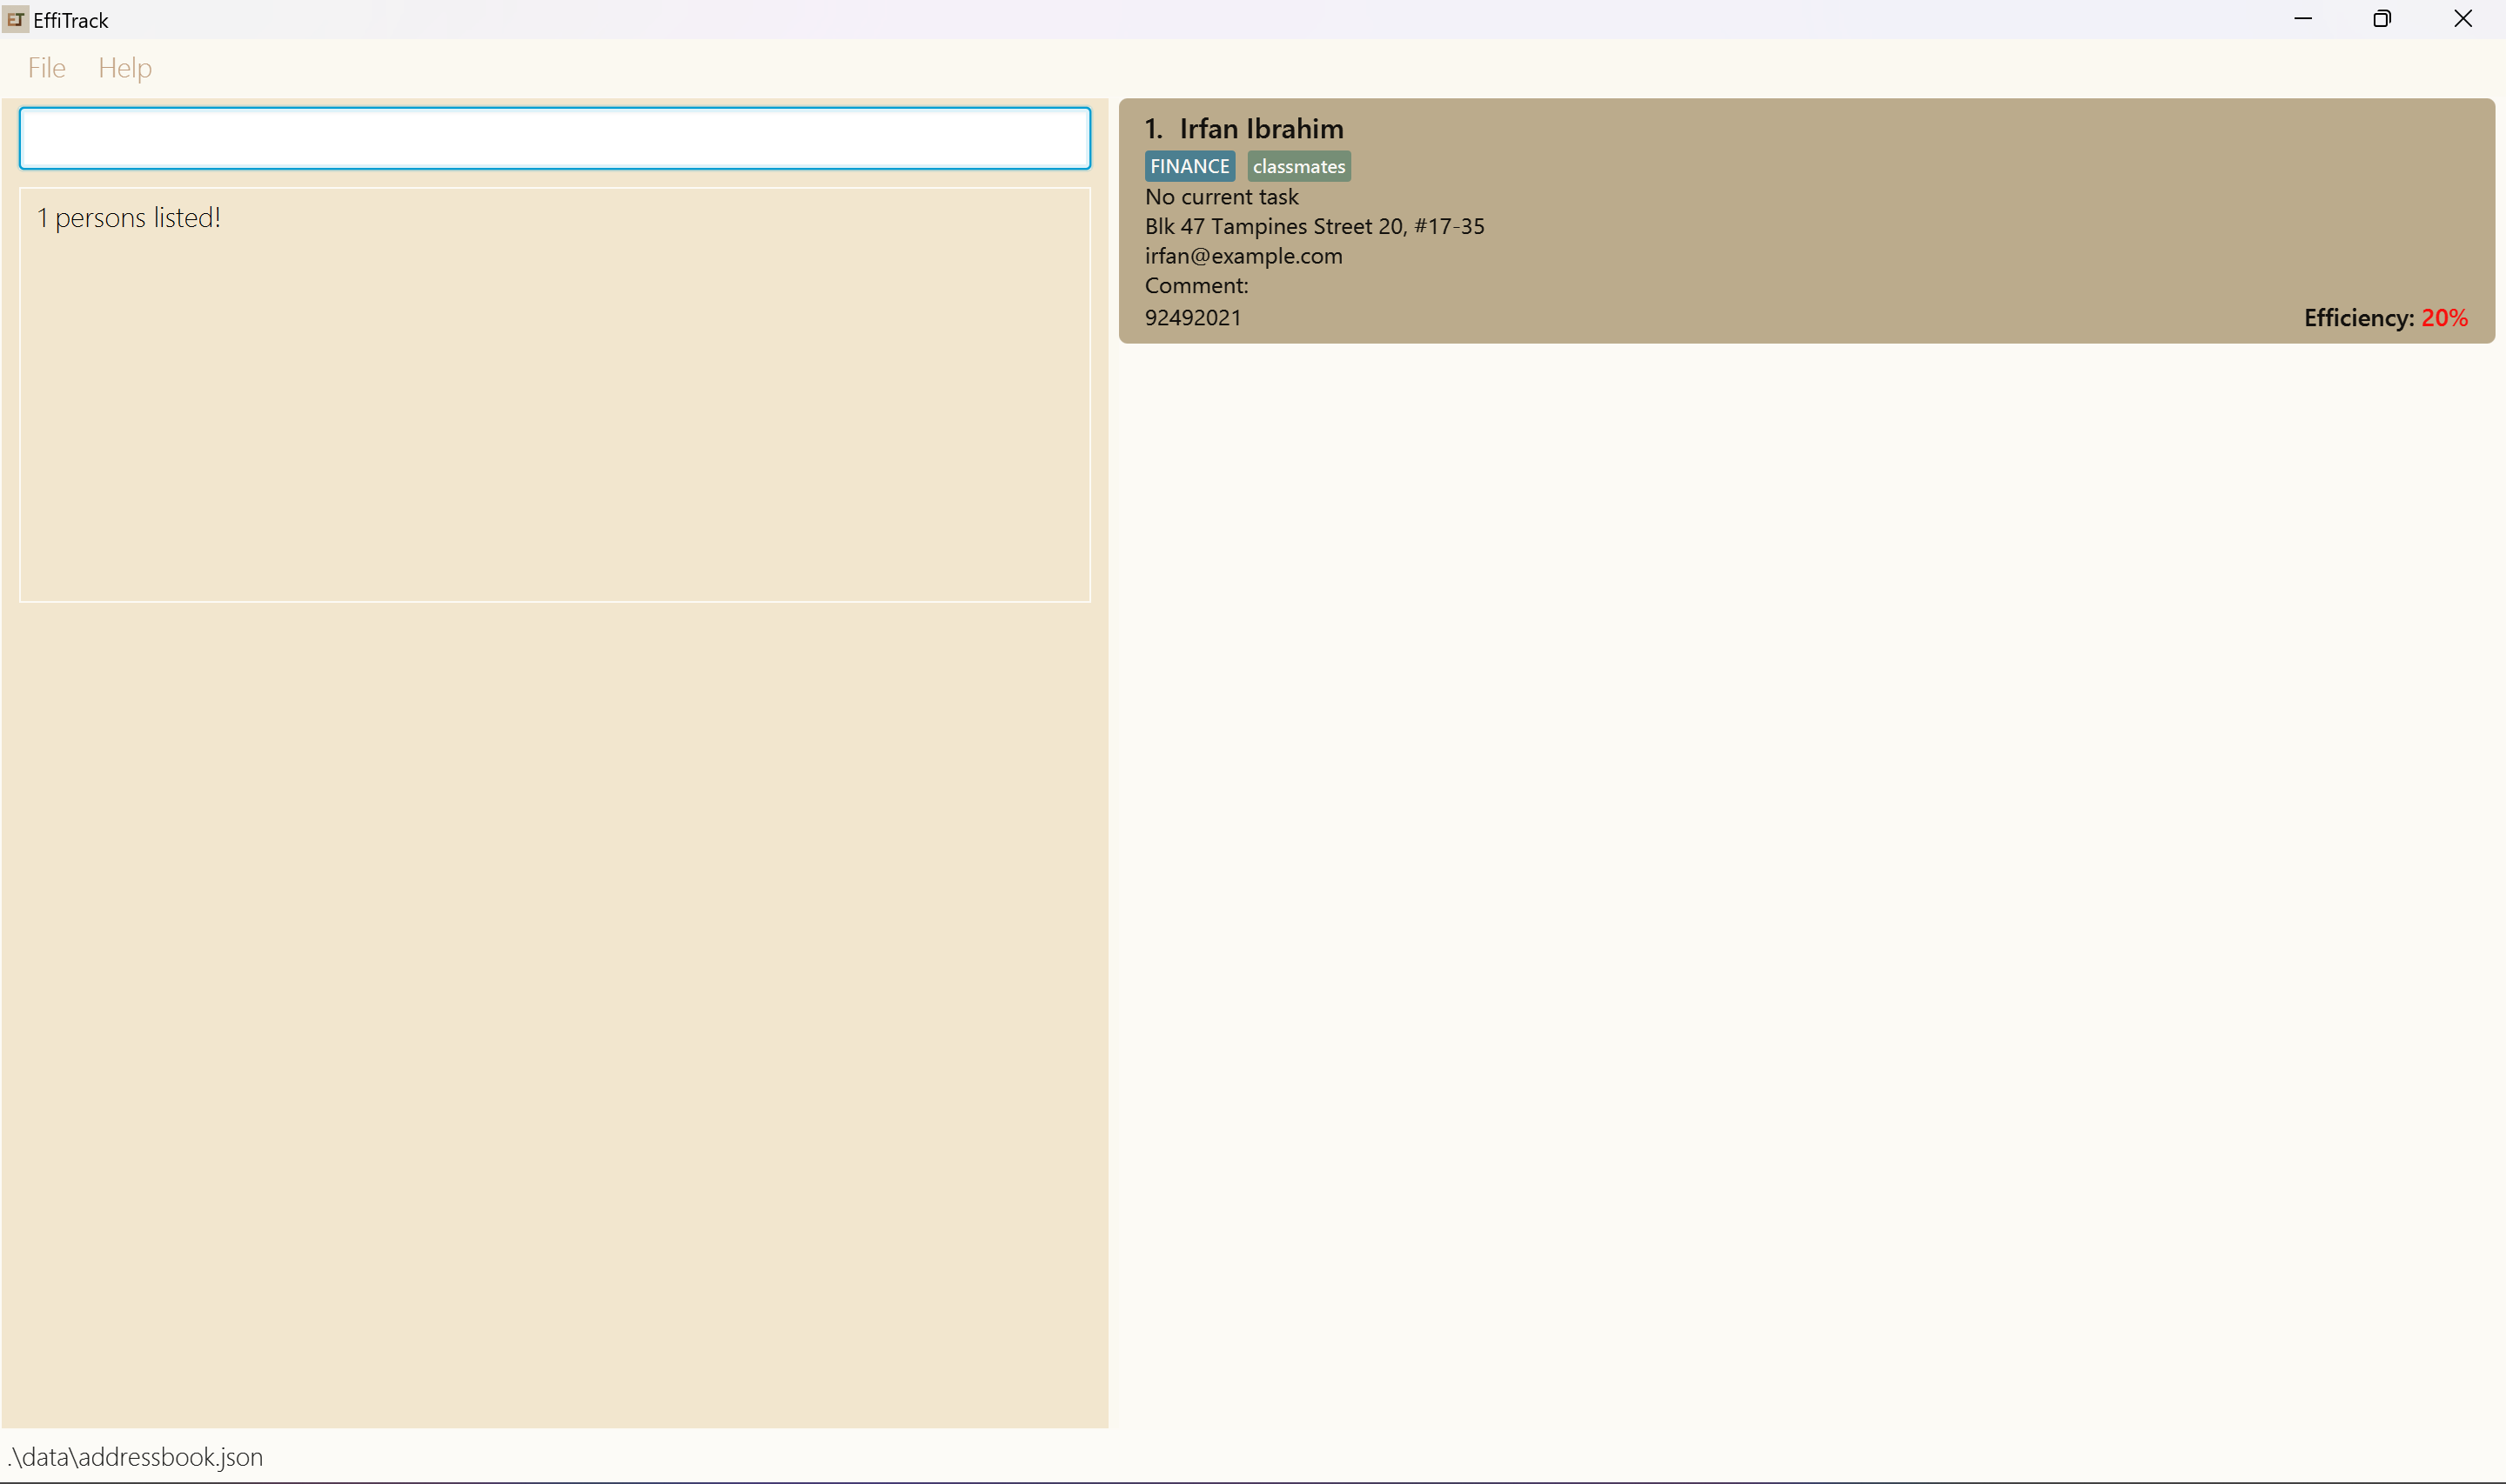 ET EffiTrack
File Help
1 persons listed!
1. Irfan Ibrahim
FINANCE classmates
No current task
Blk 47 Tampines Street 20, #17-35
irfan@example.com
Comment:
92492021
Efficiency: 20%
.\data\addressbook.json